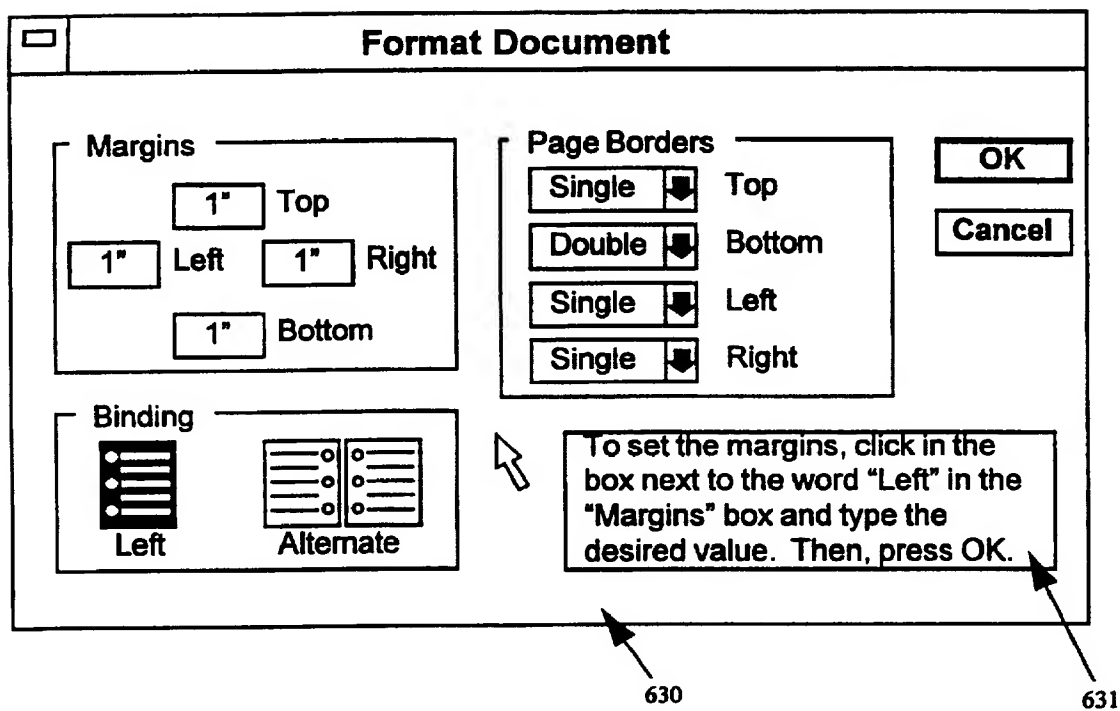 Format Document
Margins
1" Top
1" Left 1" Right
1" Bottom
Page Borders
Single Top
Double Bottom
Single Left
Single Right
OK
Cancel
Binding
Left Alternate
To set the margins, click in the
box next to the word “Left” in the
“Margins” box and type the
desired value. Then, press OK.
630
631